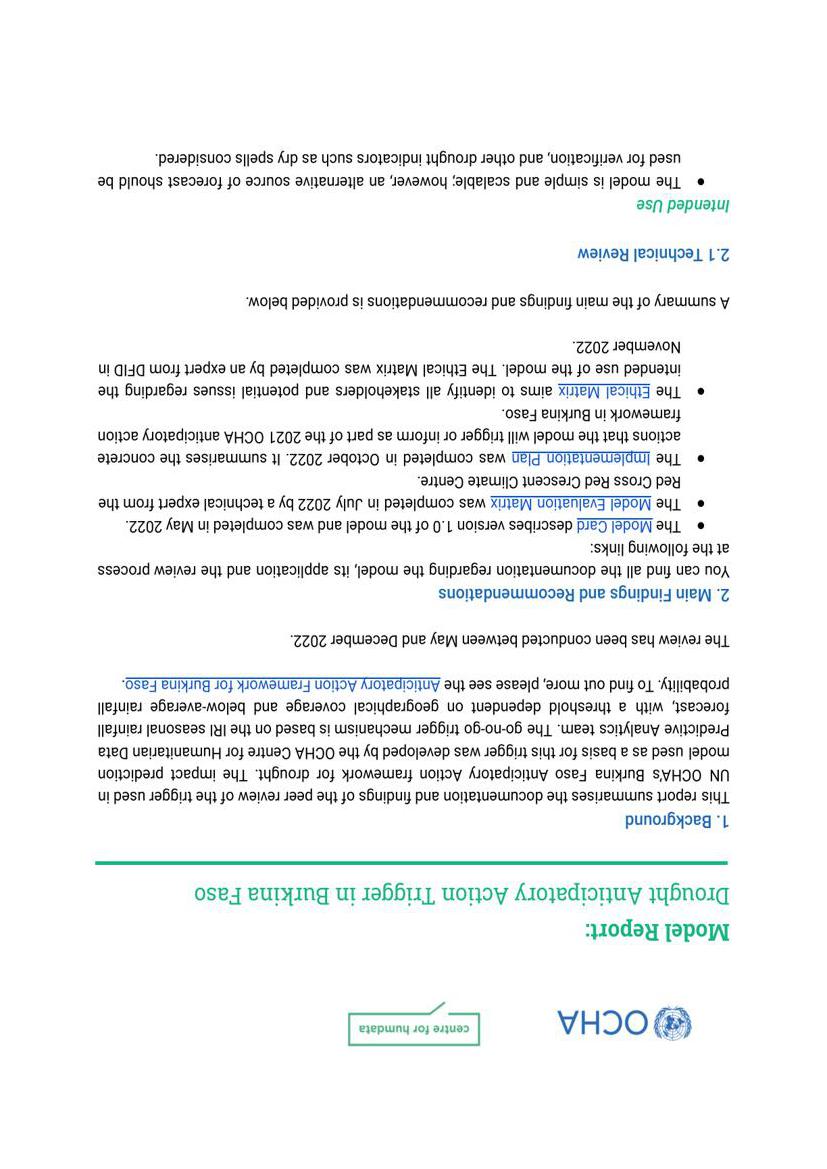 OCHA
centre for humdata
Model Report:
Drought Anticipatory Action Trigger in Burkina Faso
1. Background
This report summarises the documentation and findings of the peer review of the trigger used in
UN OCHA's Burkina Faso Anticipatory Action framework for drought. The impact prediction
model used as a basis for this trigger was developed by the OCHA Centre for Humanitarian Data
Predictive Analytics team. The go-no-go trigger mechanism is based on the IRI seasonal rainfall
forecast, with a threshold dependent on geographical coverage and below-average rainfall
probability. To find out more, please see the Anticipatory Action Framework for Burkina Faso.
The review has been conducted between May and December 2022.
2. Main Findings and Recommendations
You can find all the documentation regarding the model, its application and the review process
at the following links:
● The Model Card describes version 1.0 of the model and was completed in May 2022.
● The Model Evaluation Matrix was completed in July 2022 by a technical expert from the
Red Cross Red Crescent Climate Centre.
● The Implementation Plan was completed in October 2022. It summarises the concrete
actions that the model will trigger or inform as part of the 2021 OCHA anticipatory action
framework in Burkina Faso.
● The Ethical Matrix aims to identify all stakeholders and potential issues regarding the
intended use of the model. The Ethical Matrix was completed by an expert from DFID in
November 2022.
A summary of the main findings and recommendations is provided below.
2.1 Technical Review
Intended Use
● The model is simple and scalable; however, an alternative source of forecast should be
used for verification, and other drought indicators such as dry spells considered.